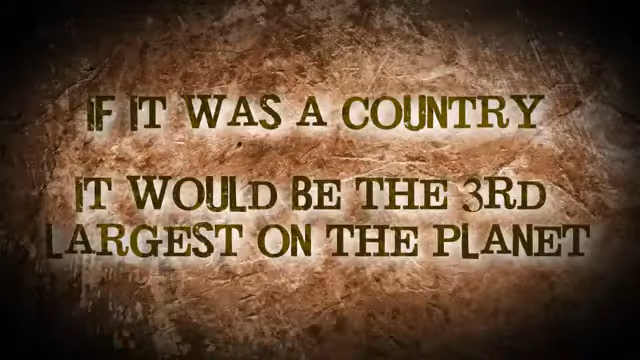 IF IT WAS A COUNTRY
IT WOULD BE THE 3RD
LARGEST ON THE PLANET